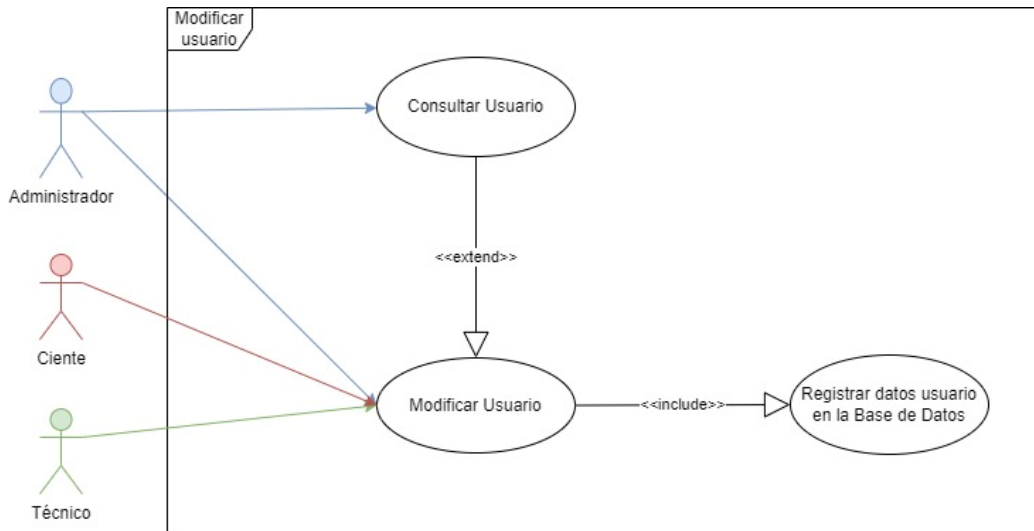 Modificar
usuario
Consultar Usuario
Administrador
<<extend>>
Ciente
Modificar Usuario
<<include>>
Registrar datos usuario
en la Base de Datos
Técnico